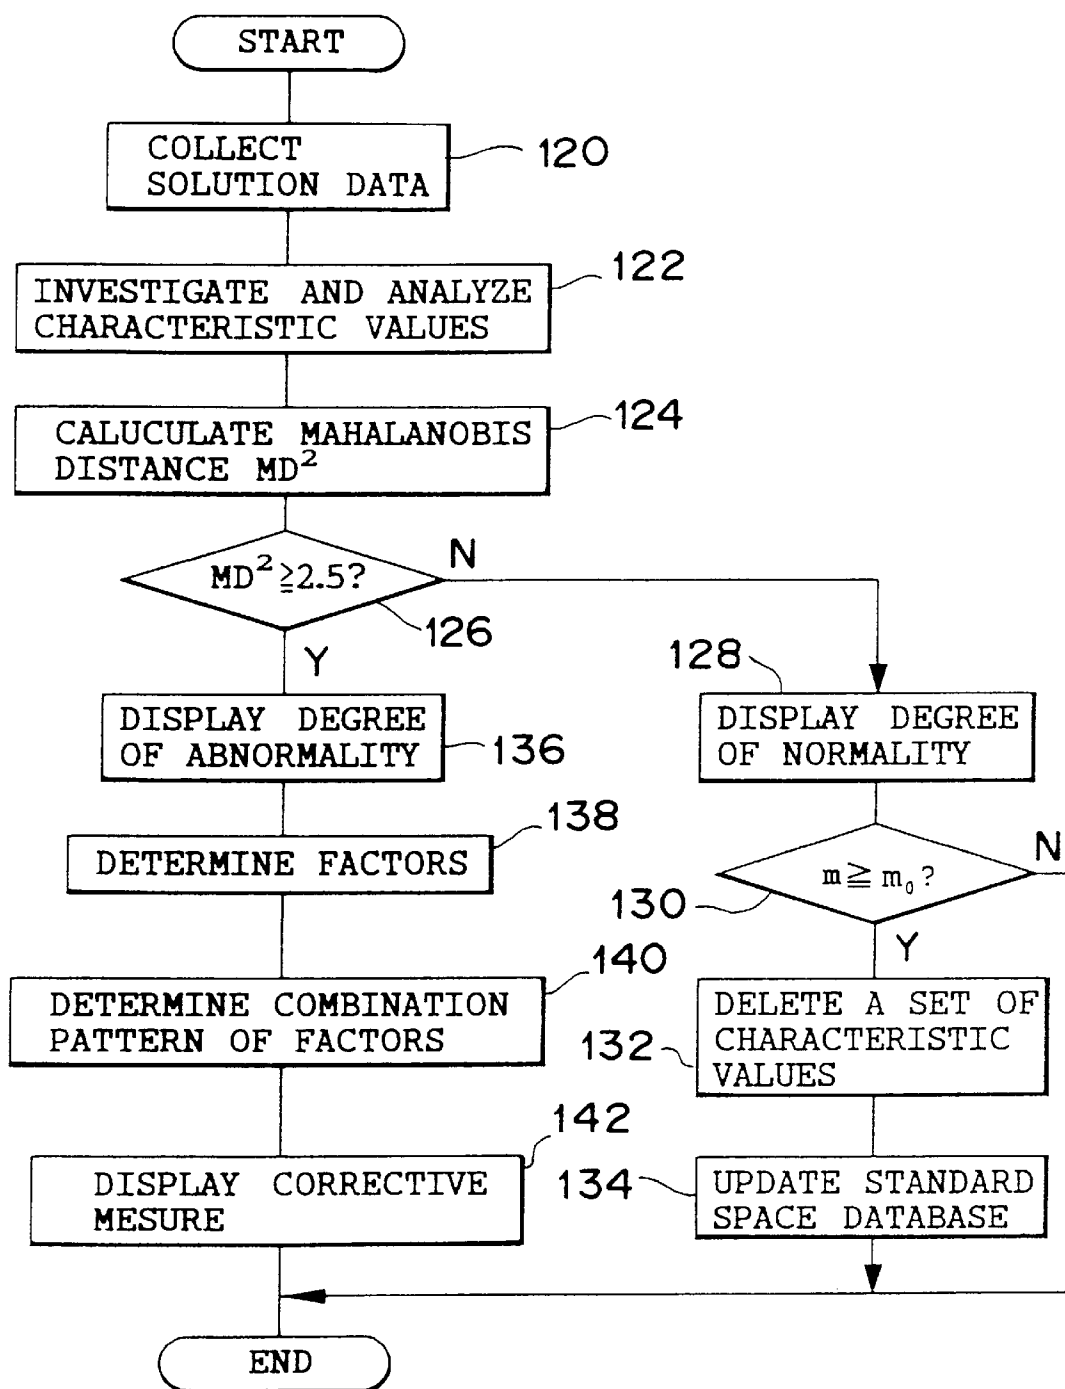 START
COLLECT
SOLUTION DATA
120
INVESTIGATE AND ANALYZE
CHARACTERISTIC VALUES
122
CALUCULATE MAHALANOBIS
DISTANCE MD²
124
MD² ≧2.5?
N
126
Y
DISPLAY DEGREE
OF ABNORMALITY
136
128
DISPLAY DEGREE
OF NORMALITY
138
DETERMINE FACTORS
m ≧ m₀ ?
N
130
Y
140
DETERMINE COMBINATION
PATTERN OF FACTORS
DELETE A SET OF
CHARACTERISTIC
VALUES
132
142
DISPLAY CORRECTIVE
MESURE
134
UPDATE STANDARD
SPACE DATABASE
END